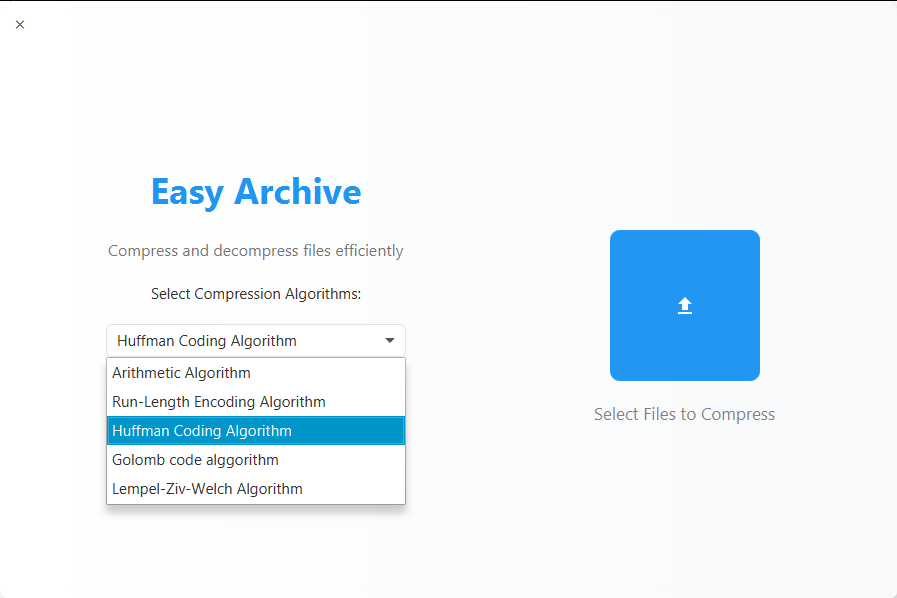 Easy Archive
Compress and decompress files efficiently
Select Compression Algorithms:
Huffman Coding Algorithm
Arithmetic Algorithm
Run-Length Encoding Algorithm
Huffman Coding Algorithm
Golomb code alggorithm
Lempel-Ziv-Welch Algorithm
Select Files to Compress